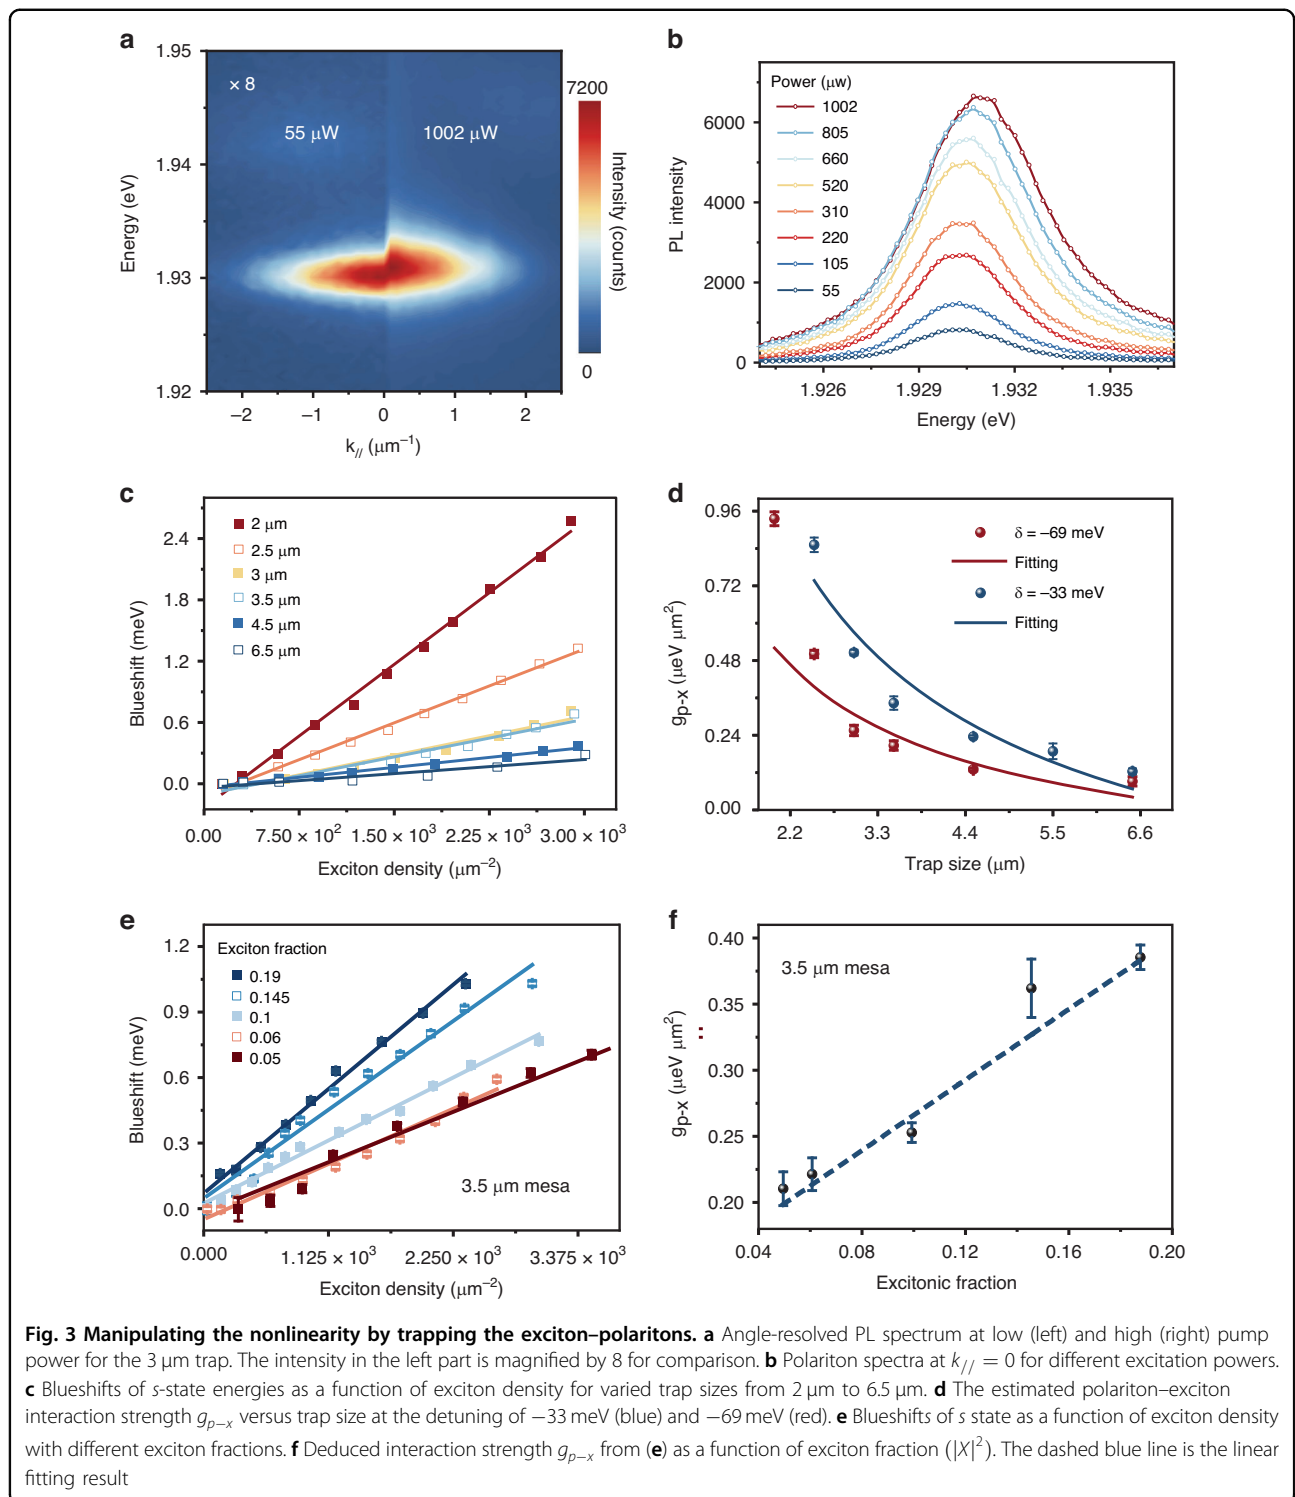 a
1.95
1.94
1.93
1.92
Energy (eV)
× 8
55 μW
1002 μW
7200
0
Intensity (counts)
−2
−1
0
1
2
k// (μm⁻¹)
b
Power (μw)
1002
805
660
520
310
220
105
55
6000
4000
2000
0
PL intensity
1.926
1.929
1.932
1.935
Energy (eV)
c
2 μm
2.5 μm
3 μm
3.5 μm
4.5 μm
6.5 μm
2.4
1.8
1.2
0.6
0.0
Blueshift (meV)
0.00
7.50 × 10²
1.50 × 10³
2.25 × 10³
3.00 × 10³
Exciton density (μm⁻²)
d
δ = −69 meV
Fitting
δ = −33 meV
Fitting
0.96
0.72
0.48
0.24
0.00
gp-x (μeV μm²)
2.2
3.3
4.4
5.5
6.6
Trap size (μm)
e
Exciton fraction
0.19
0.145
0.1
0.06
0.05
1.2
0.9
0.6
0.3
0.0
Blueshift (meV)
3.5 μm mesa
0.000
1.125 × 10³
2.250 × 10³
3.375 × 10³
Exciton density (μm⁻²)
f
3.5 μm mesa
0.40
0.35
0.30
0.25
0.20
gp-x (μeV μm²)
0.04
0.08
0.12
0.16
0.20
Excitonic fraction
Fig. 3 Manipulating the nonlinearity by trapping the exciton–polaritons. a Angle-resolved PL spectrum at low (left) and high (right) pump
power for the 3 μm trap. The intensity in the left part is magnified by 8 for comparison. b Polariton spectra at k// = 0 for different excitation powers.
c Blueshifts of s-state energies as a function of exciton density for varied trap sizes from 2 μm to 6.5 μm. d The estimated polariton–exciton
interaction strength gp−x versus trap size at the detuning of −33 meV (blue) and −69 meV (red). e Blueshifts of s state as a function of exciton density
with different exciton fractions. f Deduced interaction strength gp−x from (e) as a function of exciton fraction (|X|²). The dashed blue line is the linear
fitting result